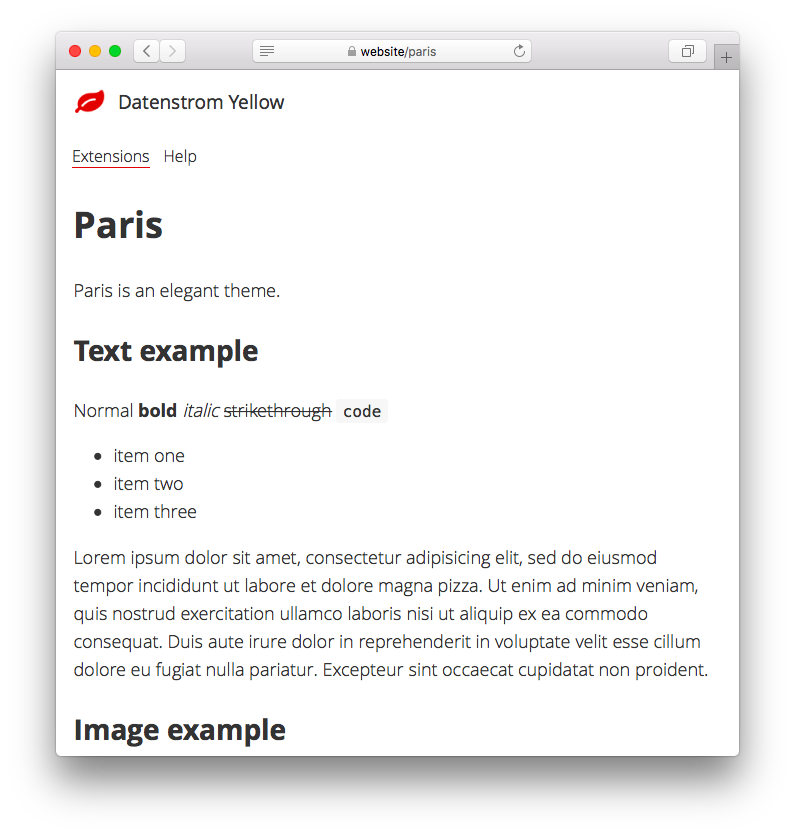 website/paris
Datenstrom Yellow
Extensions Help
Paris
Paris is an elegant theme.
Text example
Normal bold italic strikethrough code
• item one
• item two
• item three
Lorem ipsum dolor sit amet, consectetur adipisicing elit, sed do eiusmod
tempor incididunt ut labore et dolore magna pizza. Ut enim ad minim veniam,
quis nostrud exercitation ullamco laboris nisi ut aliquip ex ea commodo
consequat. Duis aute irure dolor in reprehenderit in voluptate velit esse cillum
dolore eu fugiat nulla pariatur. Excepteur sint occaecat cupidatat non proident.
Image example